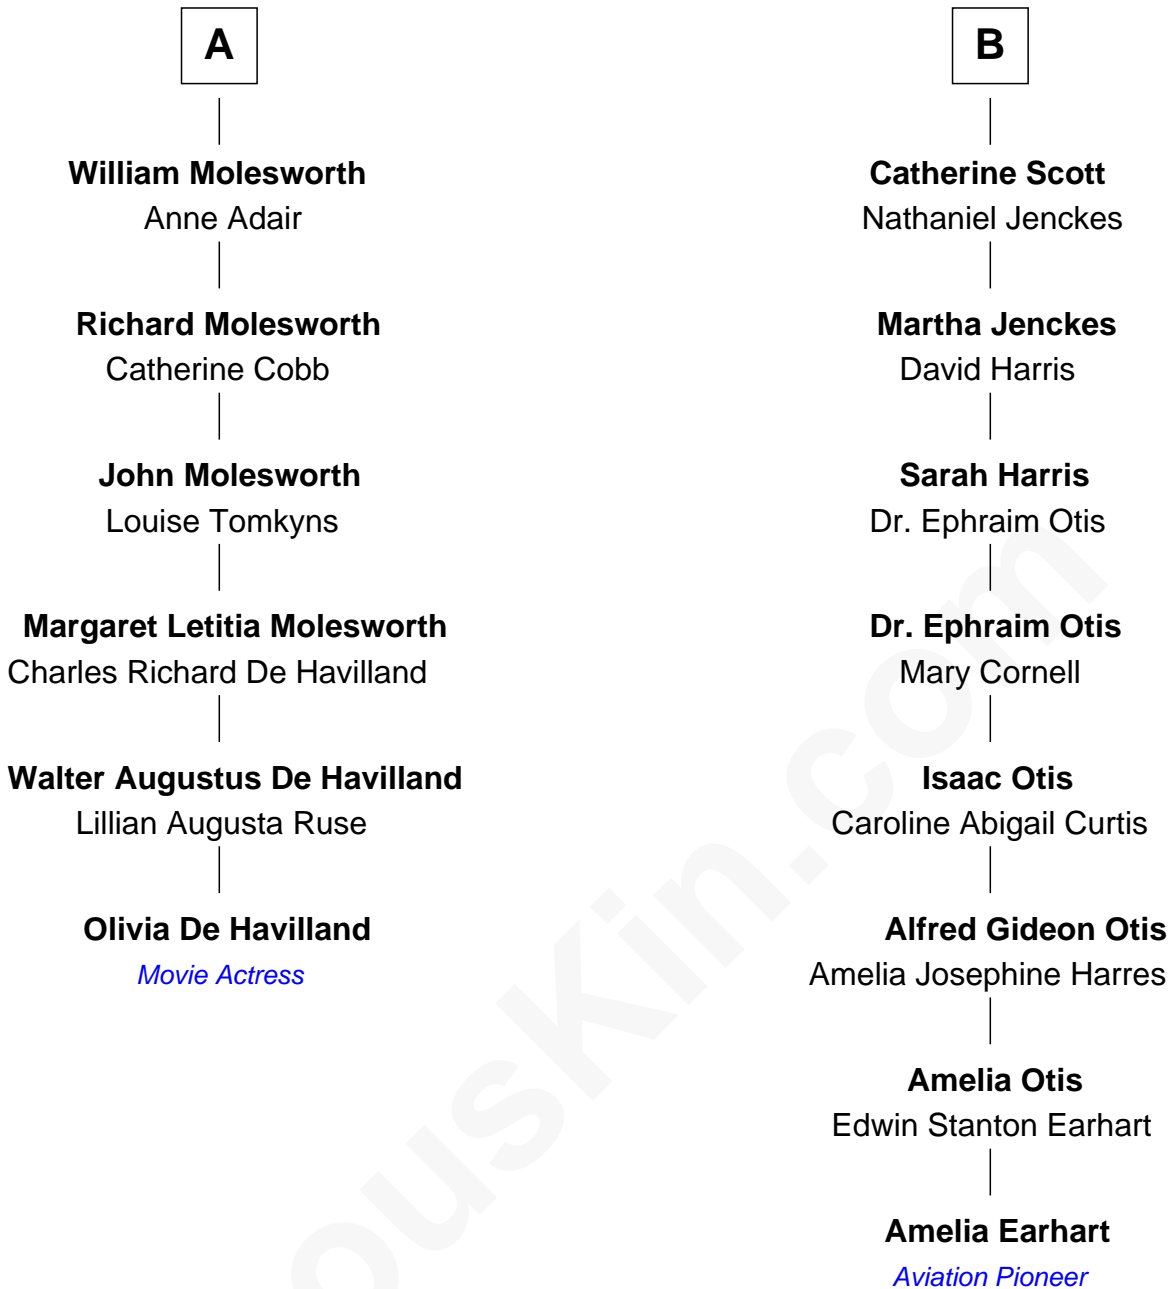 A
William Molesworth
Anne Adair
Richard Molesworth
Catherine Cobb
John Molesworth
Louise Tomkyns
Margaret Letitia Molesworth
Charles Richard De Havilland
Walter Augustus De Havilland
Lillian Augusta Ruse
Olivia De Havilland
Movie Actress
B
Catherine Scott
Nathaniel Jenckes
Martha Jenckes
David Harris
Sarah Harris
Dr. Ephraim Otis
Dr. Ephraim Otis
Mary Cornell
Isaac Otis
Caroline Abigail Curtis
Alfred Gideon Otis
Amelia Josephine Harres
Amelia Otis
Edwin Stanton Earhart
Amelia Earhart
Aviation Pioneer
ousKin.com